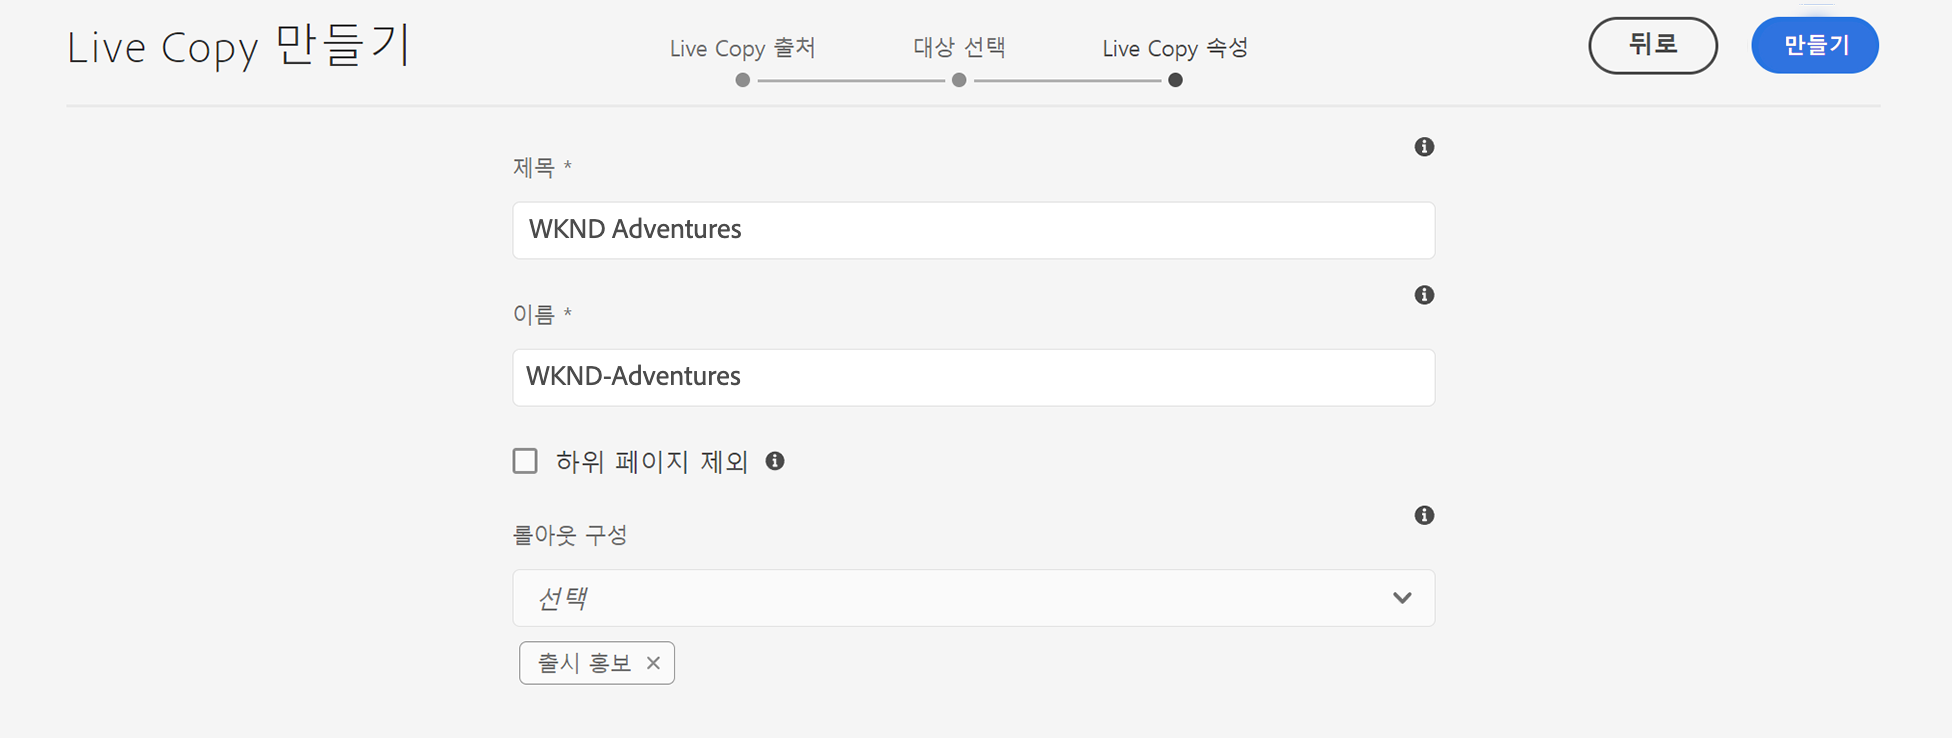 Live Copy 만들기
Live Copy 출처
대상 선택
Live Copy 속성
뒤로
만들기
제목 *
WKND Adventures
이름 *
WKND-Adventures
하위 페이지 제외
롤아웃 구성
선택
출시 홍보 ×